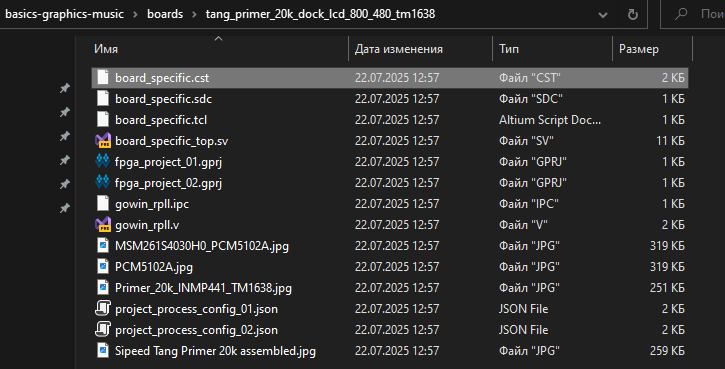 basics-graphics-music > boards > tang_primer_20k_dock_lcd_800_480_tm1638 Пои
Имя Дата изменения Тип Размер
board_specific.cst 22.07.2025 12:57 Файл "CST" 2 КБ
board_specific.sdc 22.07.2025 12:57 Файл "SDC" 1 КБ
board_specific.tcl 22.07.2025 12:57 Altium Script Doc... 1 КБ
board_specific_top.sv 22.07.2025 12:57 Файл "SV" 11 КБ
fpga_project_01.gprj 22.07.2025 12:57 Файл "GPRJ" 1 КБ
fpga_project_02.gprj 22.07.2025 12:57 Файл "GPRJ" 1 КБ
gowin_rpll.ipc 22.07.2025 12:57 Файл "IPC" 1 КБ
gowin_rpll.v 22.07.2025 12:57 Файл "V" 2 КБ
MSM261S4030H0_PCM5102A.jpg 22.07.2025 12:57 Файл "JPG" 319 КБ
PCM5102A.jpg 22.07.2025 12:57 Файл "JPG" 319 КБ
Primer_20k_INMP441_TM1638.jpg 22.07.2025 12:57 Файл "JPG" 251 КБ
project_process_config_01.json 22.07.2025 12:57 JSON File 2 КБ
project_process_config_02.json 22.07.2025 12:57 JSON File 2 КБ
Sipeed Tang Primer 20k assembled.jpg 22.07.2025 12:57 Файл "JPG" 259 КБ